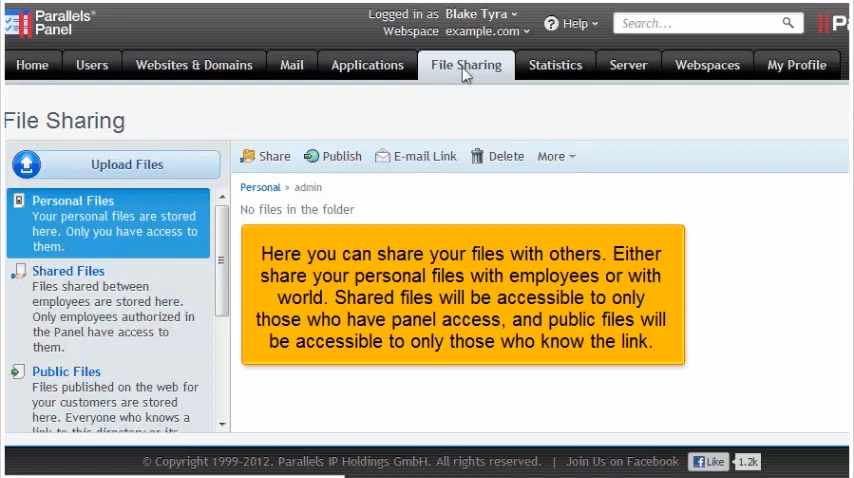 Parallels®
Panel
Logged in as Blake Tyra
Webspace example.com
Help
Search...
Home Users Websites & Domains Mail Applications File Sharing Statistics Server Webspaces My Profile
File Sharing
Upload Files
Share Publish E-mail Link Delete More
Personal > admin
No files in the folder
Personal Files
Your personal files are stored
here. Only you have access to
them.
Shared Files
Files shared between
employees are stored here.
Only employees authorized in
the Panel have access to
them.
Public Files
Files published on the web for
your customers are stored
here. Everyone who knows a
link to this directory or its
Here you can share your files with others. Either
share your personal files with employees or with
world. Shared files will be accessible to only
those who have panel access, and public files will
be accessible to only those who know the link.
© Copyright 1999-2012. Parallels IP Holdings GmbH. All rights reserved. | Join Us on Facebook Like 1.2k